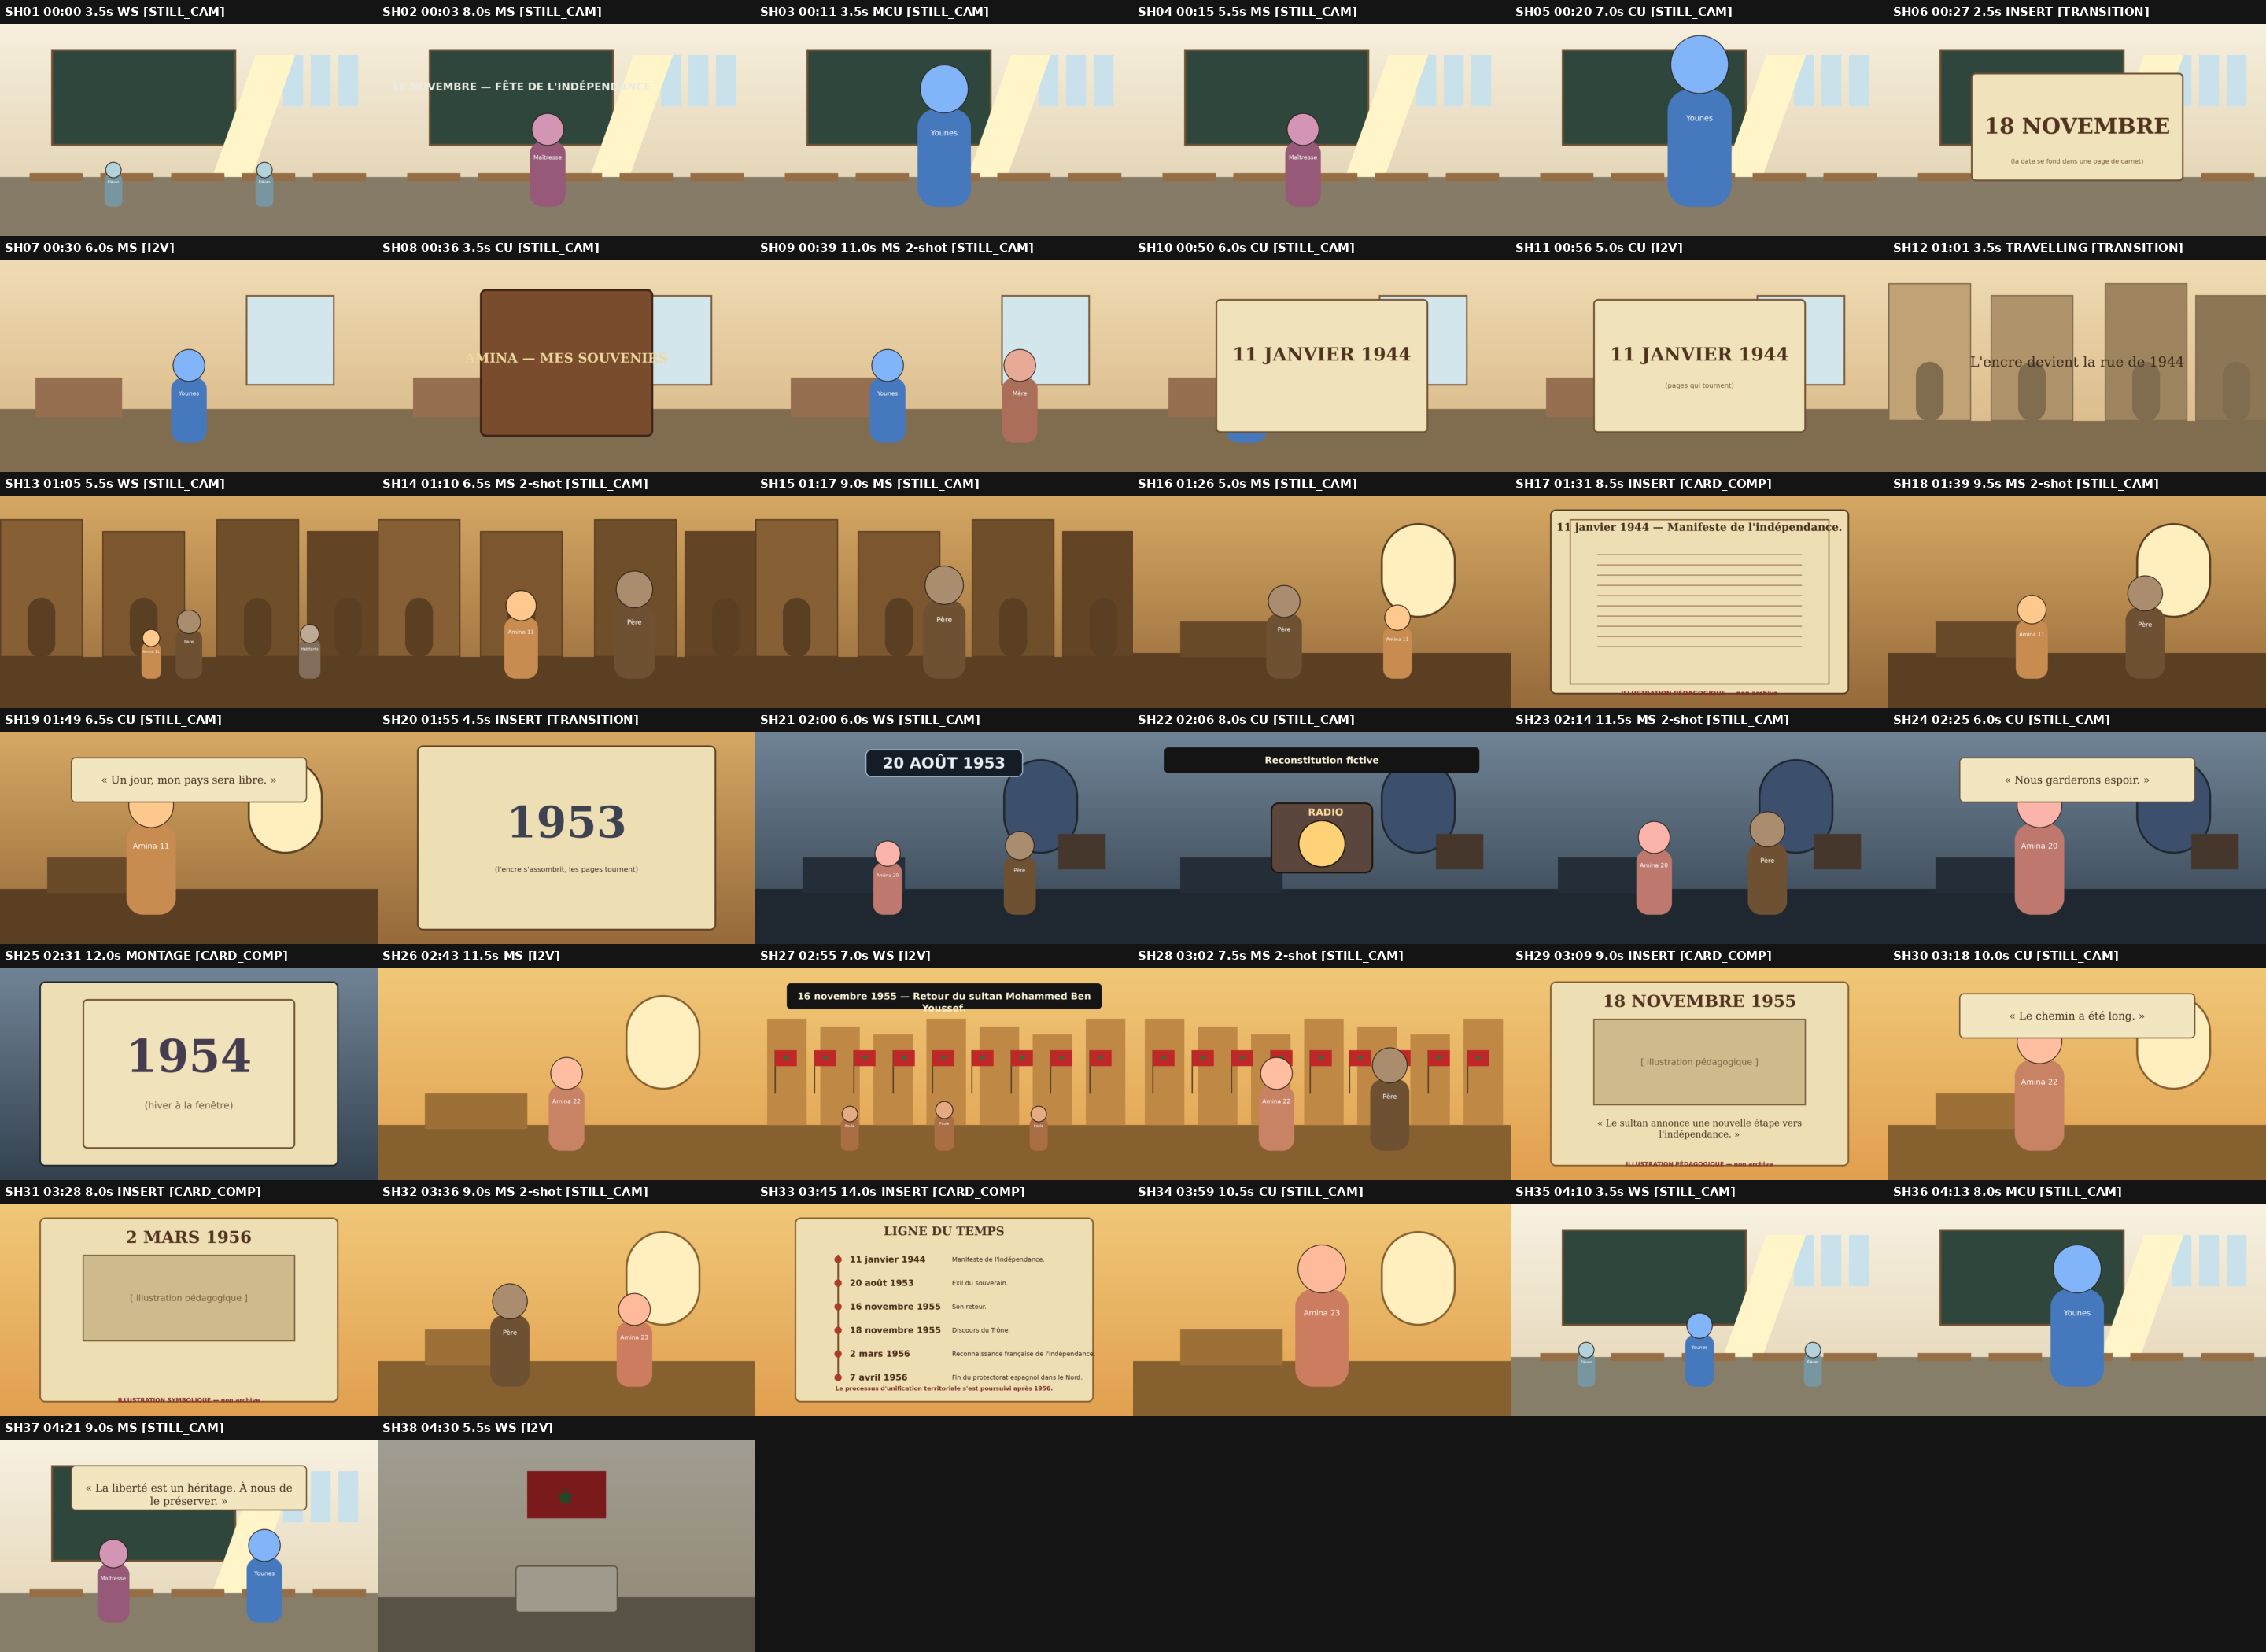 SH01 00:00 3.5s WS [STILL_CAM]
Élève
Élève
SH02 00:03 8.0s MS [STILL_CAM]
18 NOVEMBRE — FÊTE DE L'INDÉPENDANCE
Maîtresse
SH03 00:11 3.5s MCU [STILL_CAM]
Younes
SH04 00:15 5.5s MS [STILL_CAM]
Maîtresse
SH05 00:20 7.0s CU [STILL_CAM]
Younes
SH06 00:27 2.5s INSERT [TRANSITION]
18 NOVEMBRE
(la date se fond dans une page de carnet)
SH07 00:30 6.0s MS [I2V]
Younes
SH08 00:36 3.5s CU [STILL_CAM]
AMINA — MES SOUVENIRS
SH09 00:39 11.0s MS 2-shot [STILL_CAM]
Younes
Mère
SH10 00:50 6.0s CU [STILL_CAM]
11 JANVIER 1944
SH11 00:56 5.0s CU [I2V]
11 JANVIER 1944
(pages qui tournent)
SH12 01:01 3.5s TRAVELLING [TRANSITION]
L'encre devient la rue de 1944
SH13 01:05 5.5s WS [STILL_CAM]
Amina 11
Père
SH14 01:10 6.5s MS 2-shot [STILL_CAM]
Amina 11
Père
SH15 01:17 9.0s MS [STILL_CAM]
Père
SH16 01:26 5.0s MS [STILL_CAM]
Père
Amina 11
SH17 01:31 8.5s INSERT [CARD_COMP]
11 janvier 1944 — Manifeste de l'indépendance.
ILLUSTRATION PÉDAGOGIQUE — non archive
SH18 01:39 9.5s MS 2-shot [STILL_CAM]
Amina 11
Père
SH19 01:49 6.5s CU [STILL_CAM]
« Un jour, mon pays sera libre. »
Amina 11
SH20 01:55 4.5s INSERT [TRANSITION]
1953
(l'encre s'assombrit, les pages tournent)
SH21 02:00 6.0s WS [STILL_CAM]
20 AOÛT 1953
Amina 20
Père
SH22 02:06 8.0s CU [STILL_CAM]
Reconstitution fictive
RADIO
SH23 02:14 11.5s MS 2-shot [STILL_CAM]
Amina 20
Père
SH24 02:25 6.0s CU [STILL_CAM]
« Nous garderons espoir. »
Amina 20
SH25 02:31 12.0s MONTAGE [CARD_COMP]
1954
(hiver à la fenêtre)
SH26 02:43 11.5s MS [I2V]
Amina 22
SH27 02:55 7.0s WS [I2V]
16 novembre 1955 — Retour du sultan Mohammed Ben
Youssef.
Foule
Foule
Foule
SH28 03:02 7.5s MS 2-shot [STILL_CAM]
Amina 22
Père
SH29 03:09 9.0s INSERT [CARD_COMP]
18 NOVEMBRE 1955
[ illustration pédagogique ]
« Le sultan annonce une nouvelle étape vers
l'indépendance. »
ILLUSTRATION PÉDAGOGIQUE — non archive
SH30 03:18 10.0s CU [STILL_CAM]
« Le chemin a été long. »
Amina 22
SH31 03:28 8.0s INSERT [CARD_COMP]
2 MARS 1956
[ illustration pédagogique ]
ILLUSTRATION SYMBOLIQUE — non archive
SH32 03:36 9.0s MS 2-shot [STILL_CAM]
Père
Amina 23
SH33 03:45 14.0s INSERT [CARD_COMP]
LIGNE DU TEMPS
11 janvier 1944 Manifeste de l'indépendance.
20 août 1953 Exil du souverain.
16 novembre 1955 Son retour.
18 novembre 1955 Discours du Trône.
2 mars 1956 Reconnaissance française de l'indépendance.
7 avril 1956 Fin du protectorat espagnol dans le Nord.
Le processus d'unification territoriale s'est poursuivi après 1956.
SH34 03:59 10.5s CU [STILL_CAM]
Amina 23
SH35 04:10 3.5s WS [STILL_CAM]
Élève
Younes
Élève
SH36 04:13 8.0s MCU [STILL_CAM]
Younes
SH37 04:21 9.0s MS [STILL_CAM]
« La liberté est un héritage. À nous de
le préserver. »
Maîtresse
Younes
SH38 04:30 5.5s WS [I2V]